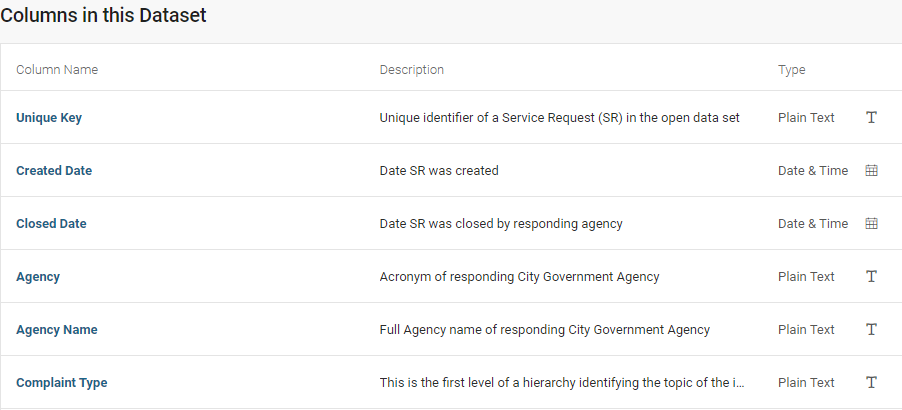 Columns in this Dataset
Column Name Description Type
Unique Key Unique identifier of a Service Request (SR) in the open data set Plain Text T
Created Date Date SR was created Date & Time
Closed Date Date SR was closed by responding agency Date & Time
Agency Acronym of responding City Government Agency Plain Text T
Agency Name Full Agency name of responding City Government Agency Plain Text T
Complaint Type This is the first level of a hierarchy identifying the topic of the i... Plain Text T